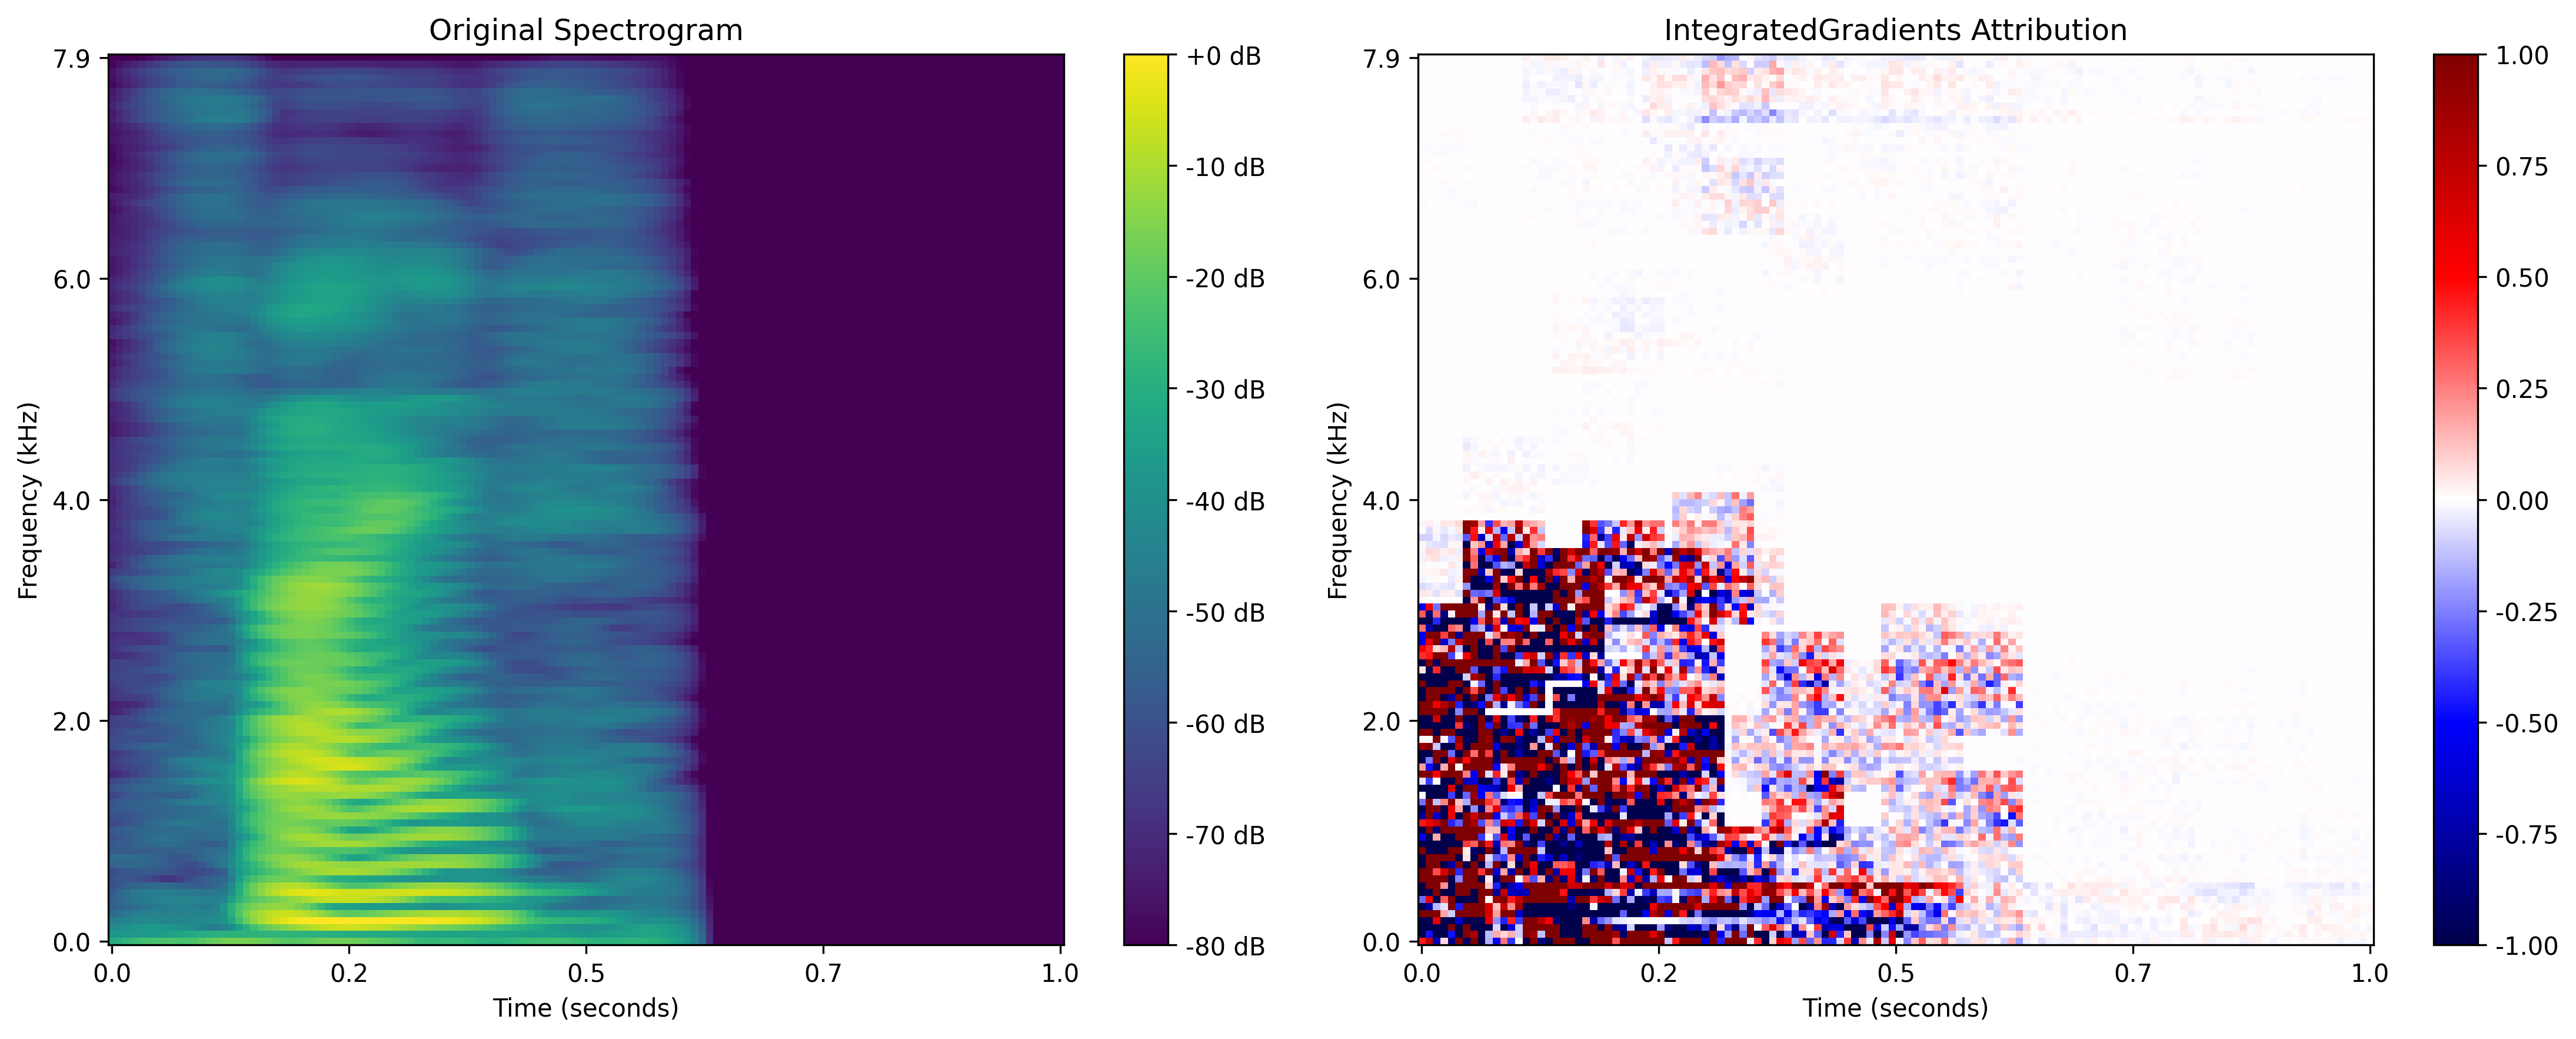 Original Spectrogram
7.9
6.0
4.0
2.0
0.0
Frequency (kHz)
0.0
0.2
0.5
0.7
1.0
Time (seconds)
+0 dB
-10 dB
-20 dB
-30 dB
-40 dB
-50 dB
-60 dB
-70 dB
-80 dB
IntegratedGradients Attribution
7.9
6.0
4.0
2.0
0.0
Frequency (kHz)
0.0
0.2
0.5
0.7
1.0
Time (seconds)
1.00
0.75
0.50
0.25
0.00
-0.25
-0.50
-0.75
-1.00